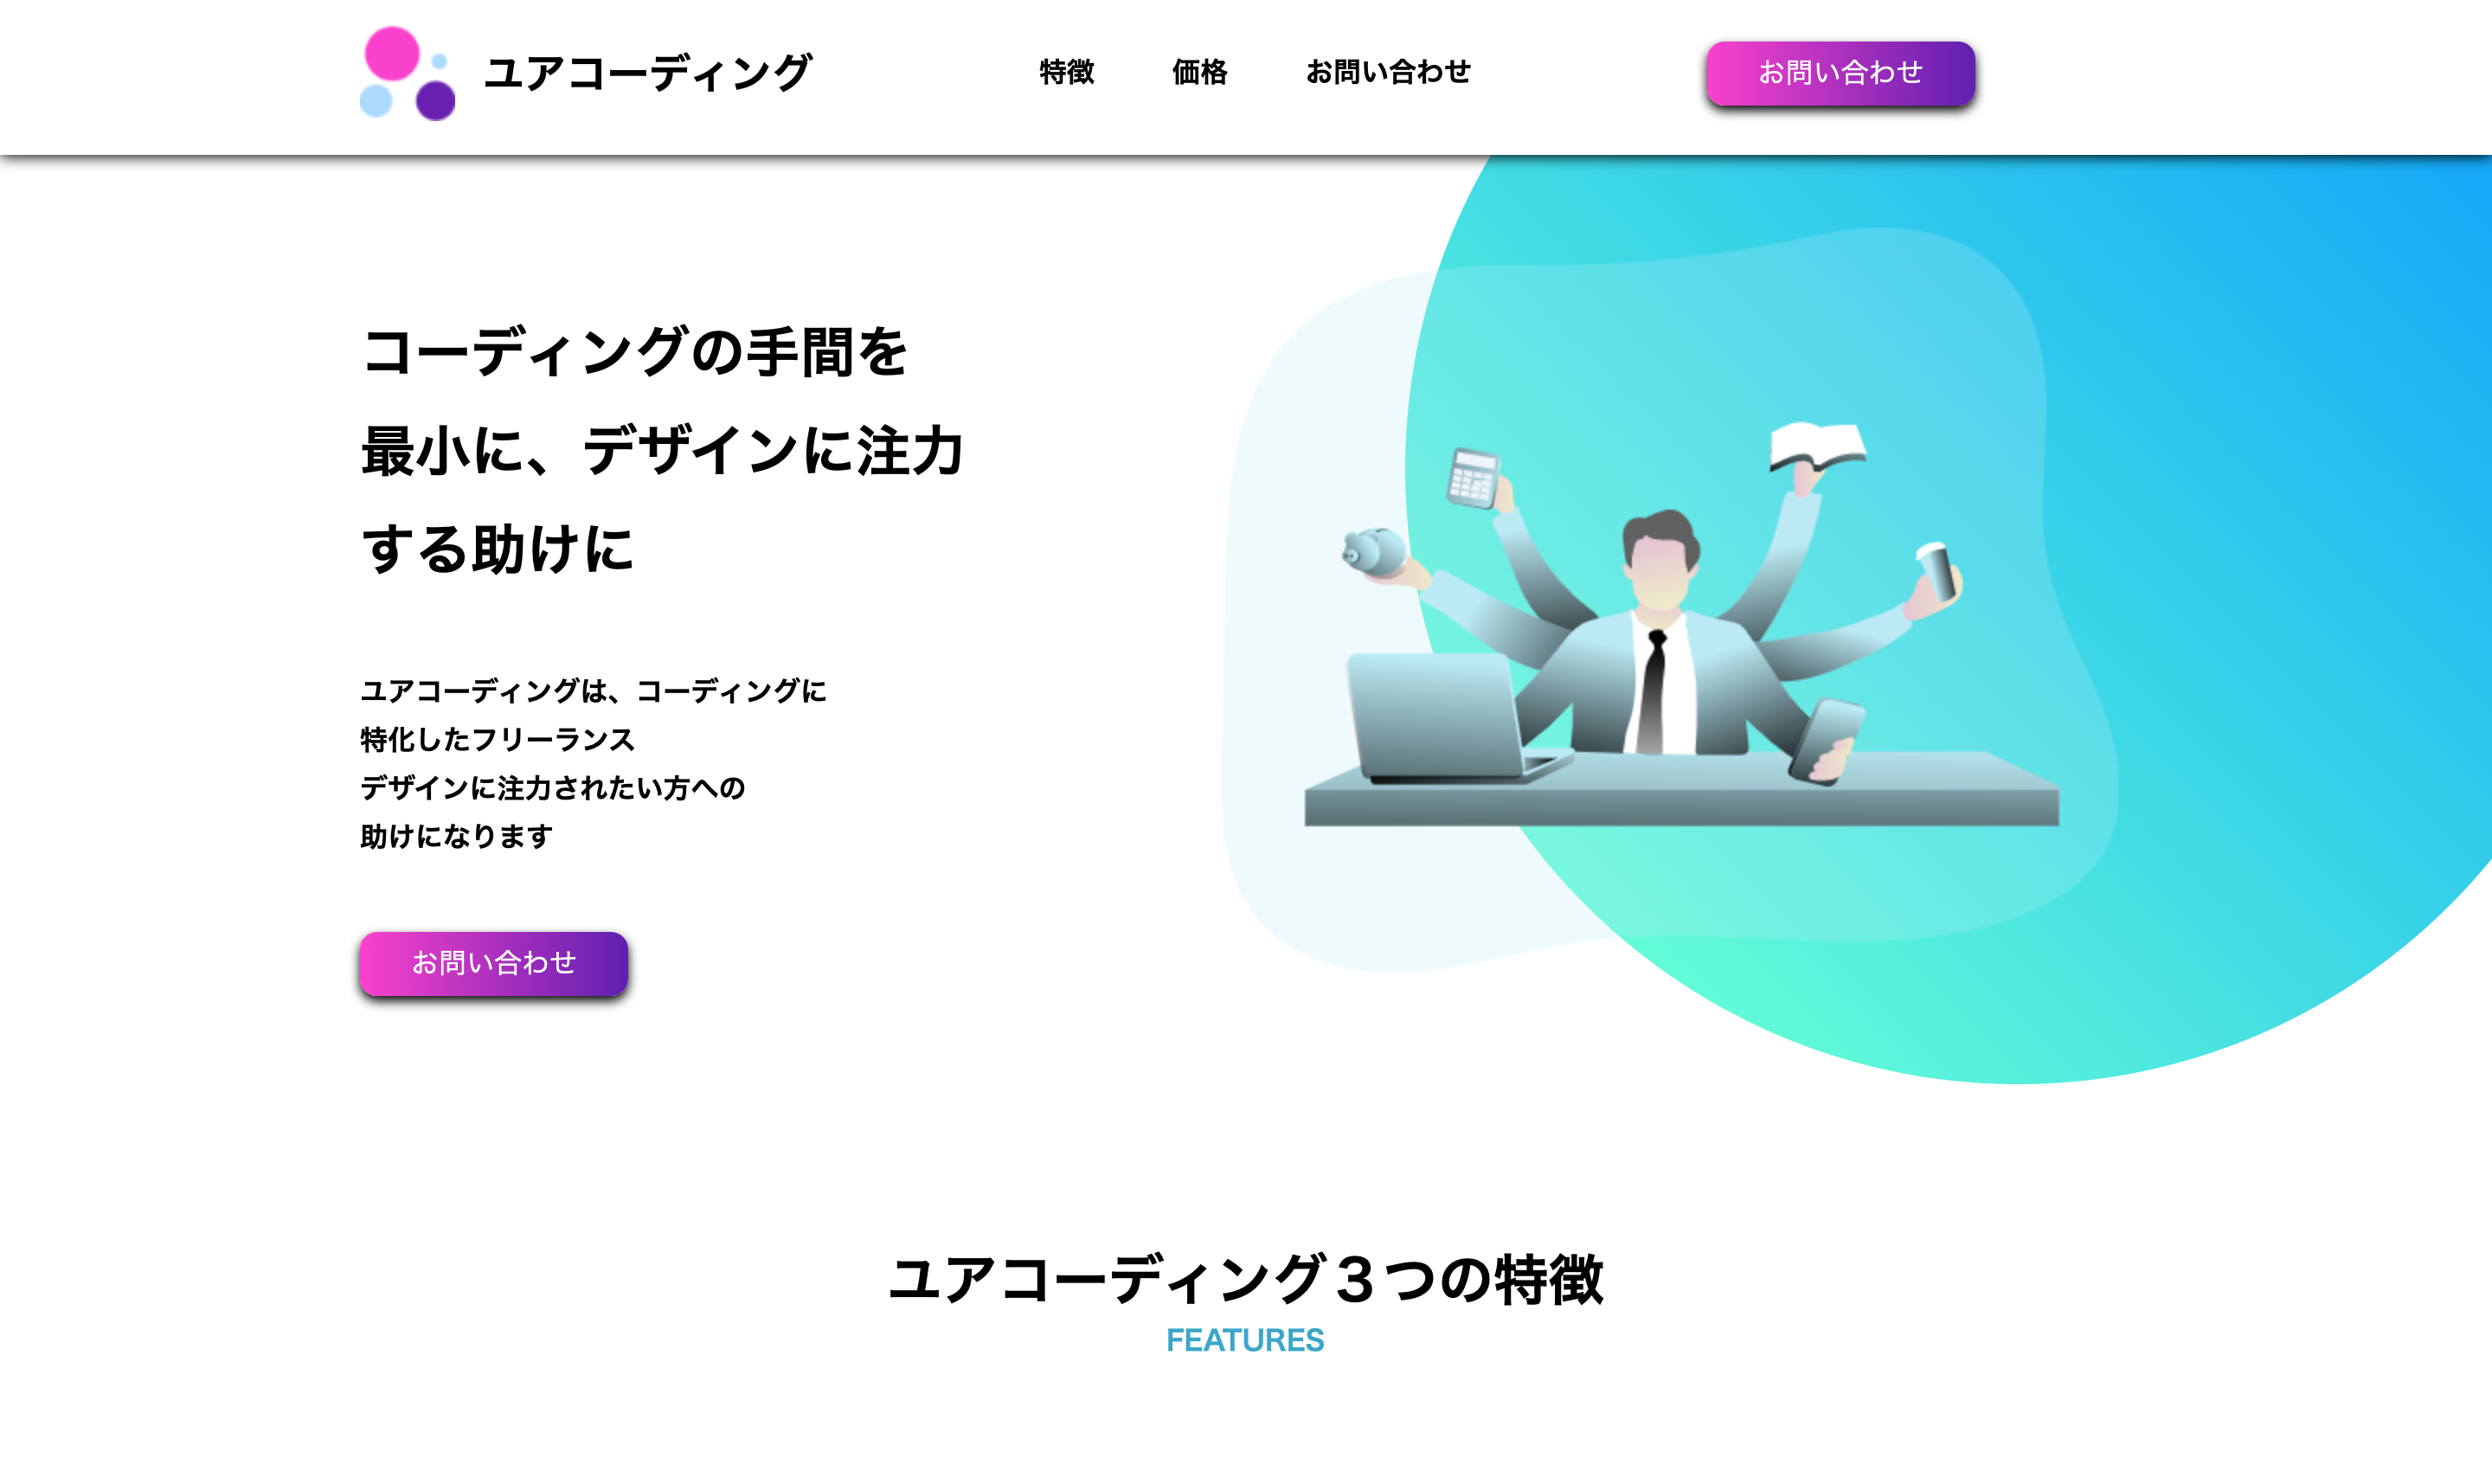 ユアコーディング
特徴
価格
お問い合わせ
お問い合わせ
コーディングの手間を
最小に、デザインに注力
する助けに
ユアコーディングは、コーディングに
特化したフリーランス
デザインに注力されたい方への
助けになります
お問い合わせ
ユアコーディング３つの特徴
FEATURES